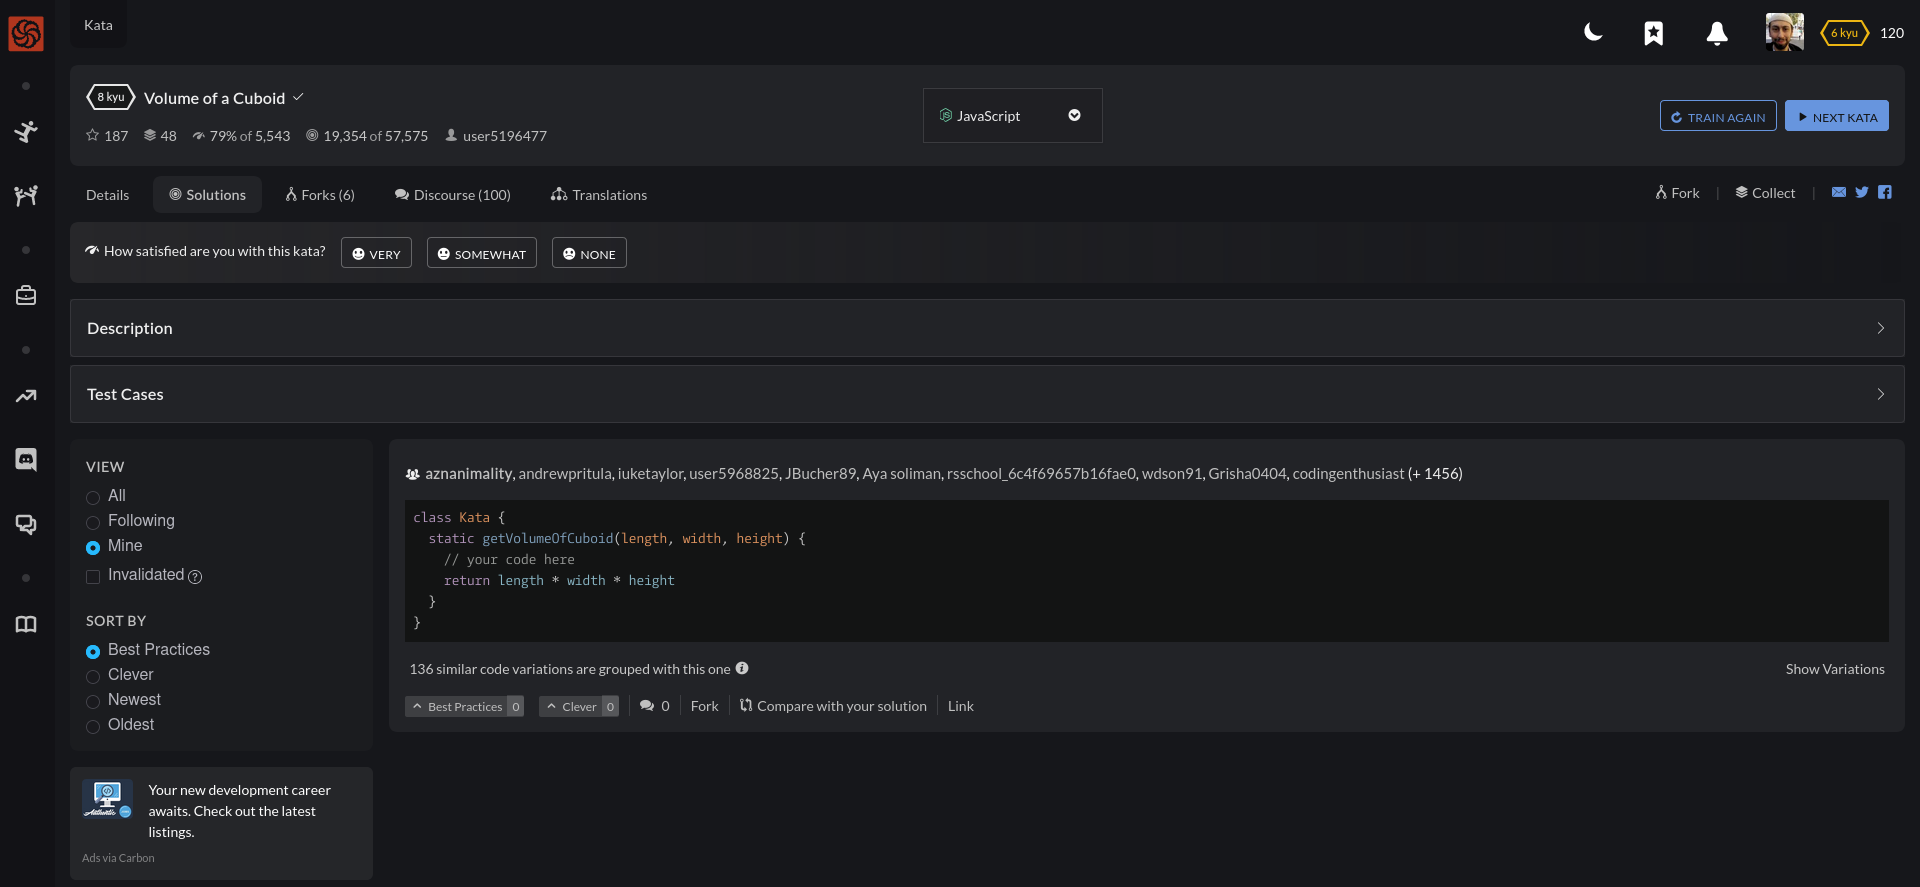 Kata
6 kyu 120
8 kyu Volume of a Cuboid
187 48 79% of 5,543 19,354 of 57,575 user5196477
JavaScript
TRAIN AGAIN NEXT KATA
Details Solutions Forks (6) Discourse (100) Translations
Fork | Collect |
How satisfied are you with this kata? VERY SOMEWHAT NONE
Description
Test Cases
VIEW
All
Following
Mine
Invalidated
SORT BY
Best Practices
Clever
Newest
Oldest
Your new development career
awaits. Check out the latest
listings.
Ads via Carbon
aznanimality, andrewpritula, iuketaylor, user5968825, JBucher89, Aya soliman, rsschool_6c4f69657b16fae0, wdson91, Grisha0404, codingenthusiast (+ 1456)
class Kata {
static getVolumeOfCuboid(length, width, height) {
// your code here
return length * width * height
}
}
136 similar code variations are grouped with this one
Show Variations
Best Practices 0 Clever 0 0 Fork Compare with your solution Link